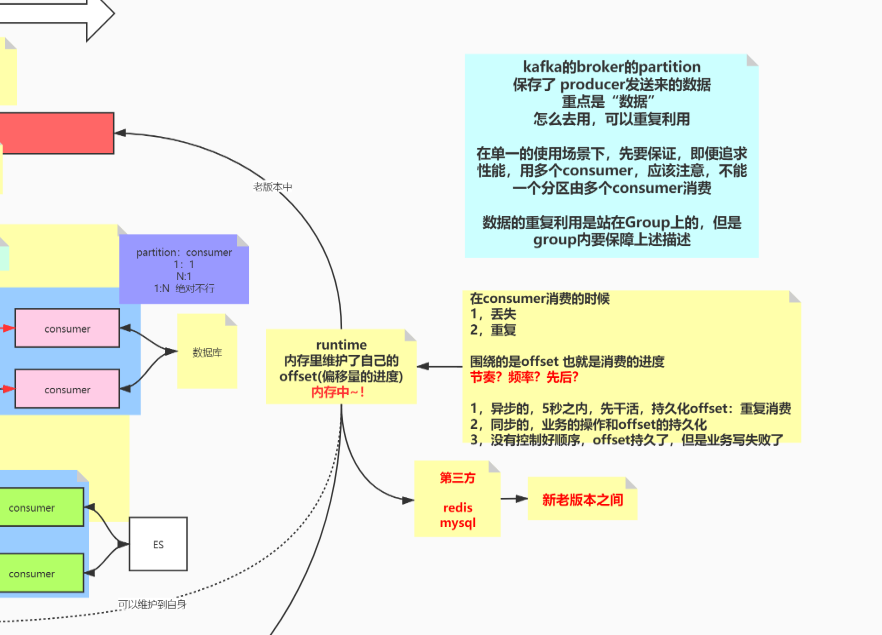 kafka的broker的partition
保存了 producer发送来的数据
重点是“数据”
怎么去用，可以重复利用
在单一的使用场景下，先要保证，即便追求
性能，用多个consumer，应该注意，不能
一个分区由多个consumer消费
数据的重复利用是站在Group上的，但是
group内要保障上述描述
老版本中
partition：consumer
1：1
N:1
1:N 绝对不行
consumer
consumer
数据库
runtime
内存里维护了自己的
offset(偏移量的进度)
内存中~！
在consumer消费的时候
1，丢失
2，重复
围绕的是offset 也就是消费的进度
节奏？频率？先后？
1，异步的，5秒之内，先干活，持久化offset：重复消费
2，同步的，业务的操作和offset的持久化
3，没有控制好顺序，offset持久了，但是业务写失败了
第三方
redis
mysql
新老版本之间
consumer
consumer
ES
可以维护到自身